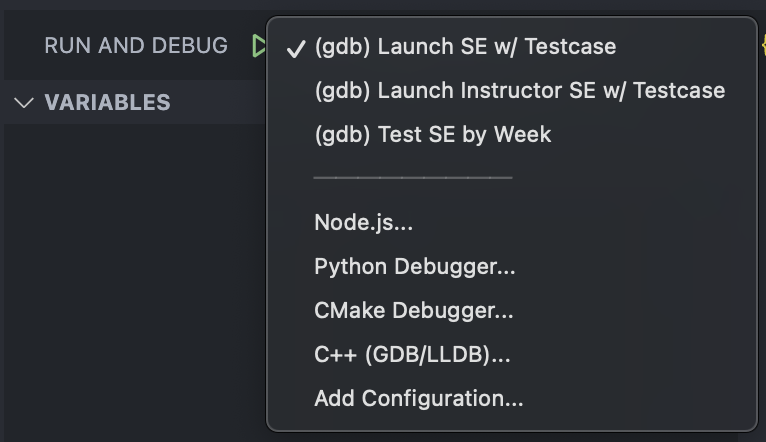 RUN AND DEBUG
VARIABLES
(gdb) Launch SE w/ Testcase
(gdb) Launch Instructor SE w/ Testcase
(gdb) Test SE by Week
Node.js...
Python Debugger...
CMake Debugger...
C++ (GDB/LLDB)...
Add Configuration...